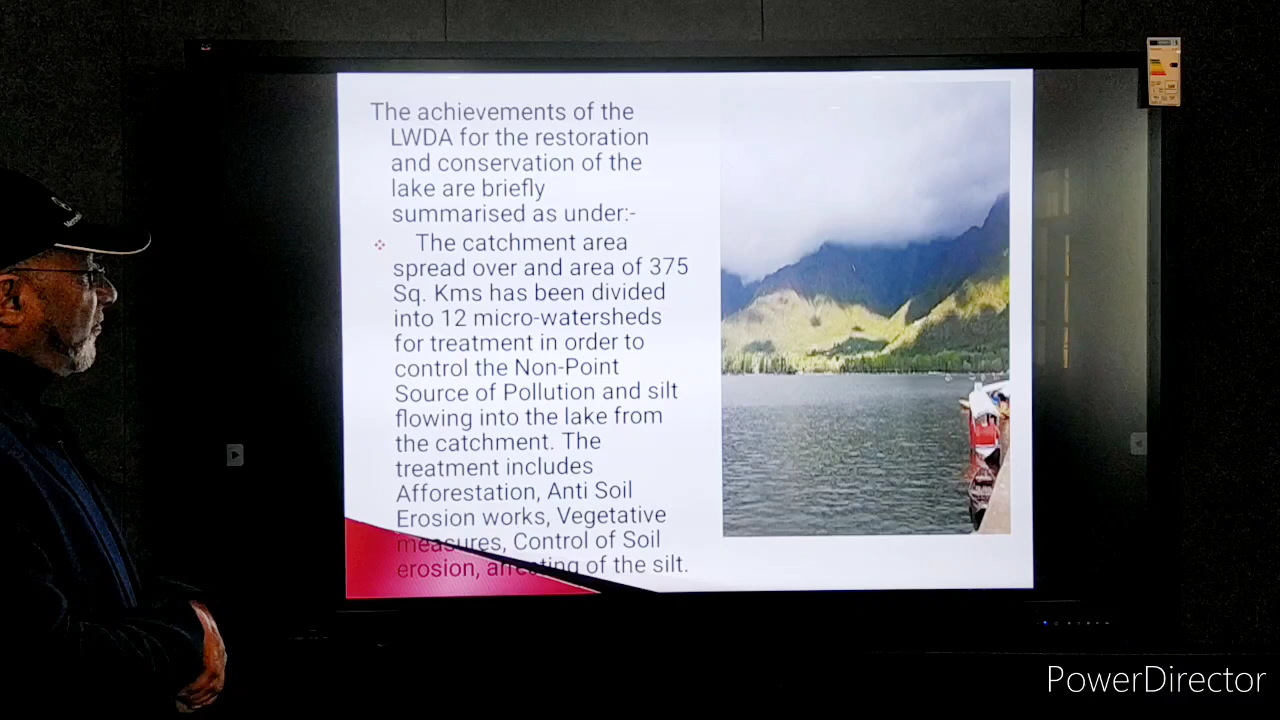 The achievements of the
LWDA for the restoration
and conservation of the
lake are briefly
summarised as under:-
The catchment area
spread over and area of 375
Sq. Kms has been divided
into 12 micro-watersheds
for treatment in order to
control the Non-Point
Source of Pollution and silt
flowing into the lake from
the catchment. The
treatment includes
Afforestation, Anti Soil
Erosion works, Vegetative
measures, Control of Soil
erosion, arresting of the silt.
PowerDirector